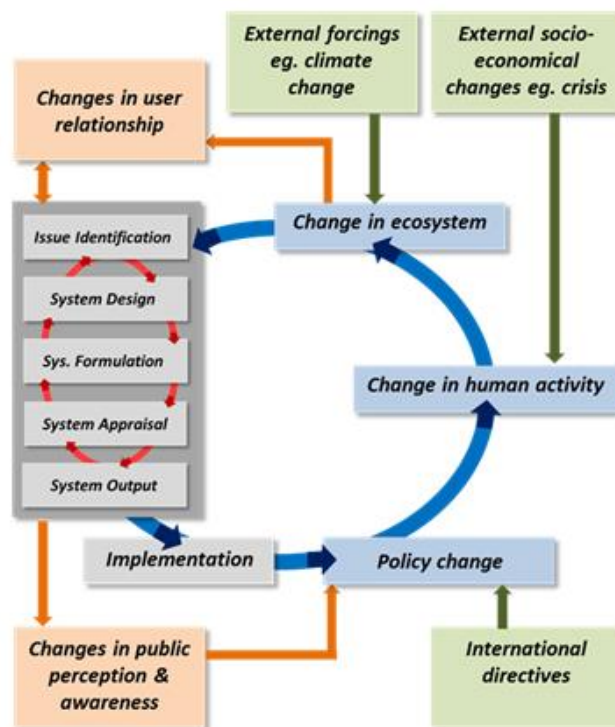 External forcings
eg. climate
change
External socio-
economical
changes eg. crisis
Changes in user
relationship
Change in ecosystem
Issue Identification
System Design
Sys. Formulation
System Appraisal
System Output
Change in human activity
Implementation
Policy change
Changes in public
perception &
awareness
International
directives